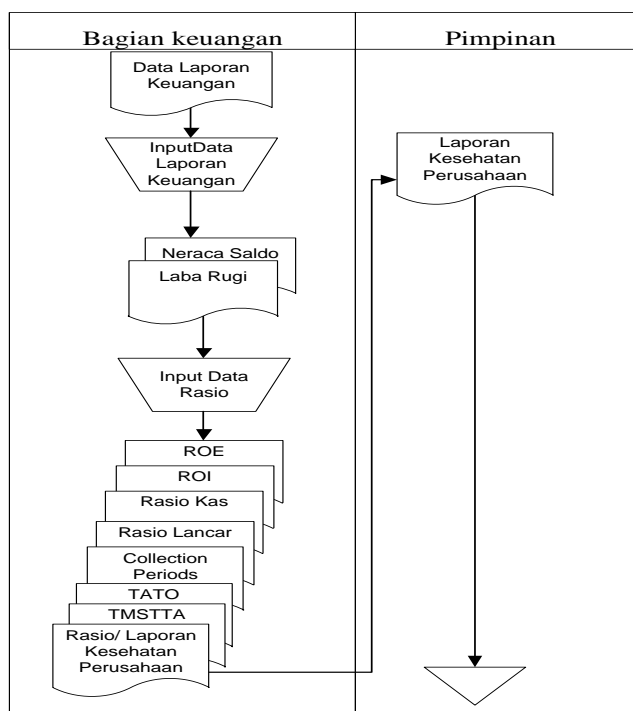 Bagian keuangan
Pimpinan
Data Laporan
Keuangan
InputData
Laporan
Keuangan
Neraca Saldo
Laba Rugi
Input Data
Rasio
ROE
ROI
Rasio Kas
Rasio Lancar
Collection
Periods
TATO
TMSTTA
Rasio/ Laporan
Kesehatan
Perusahaan
Laporan
Kesehatan
Perusahaan